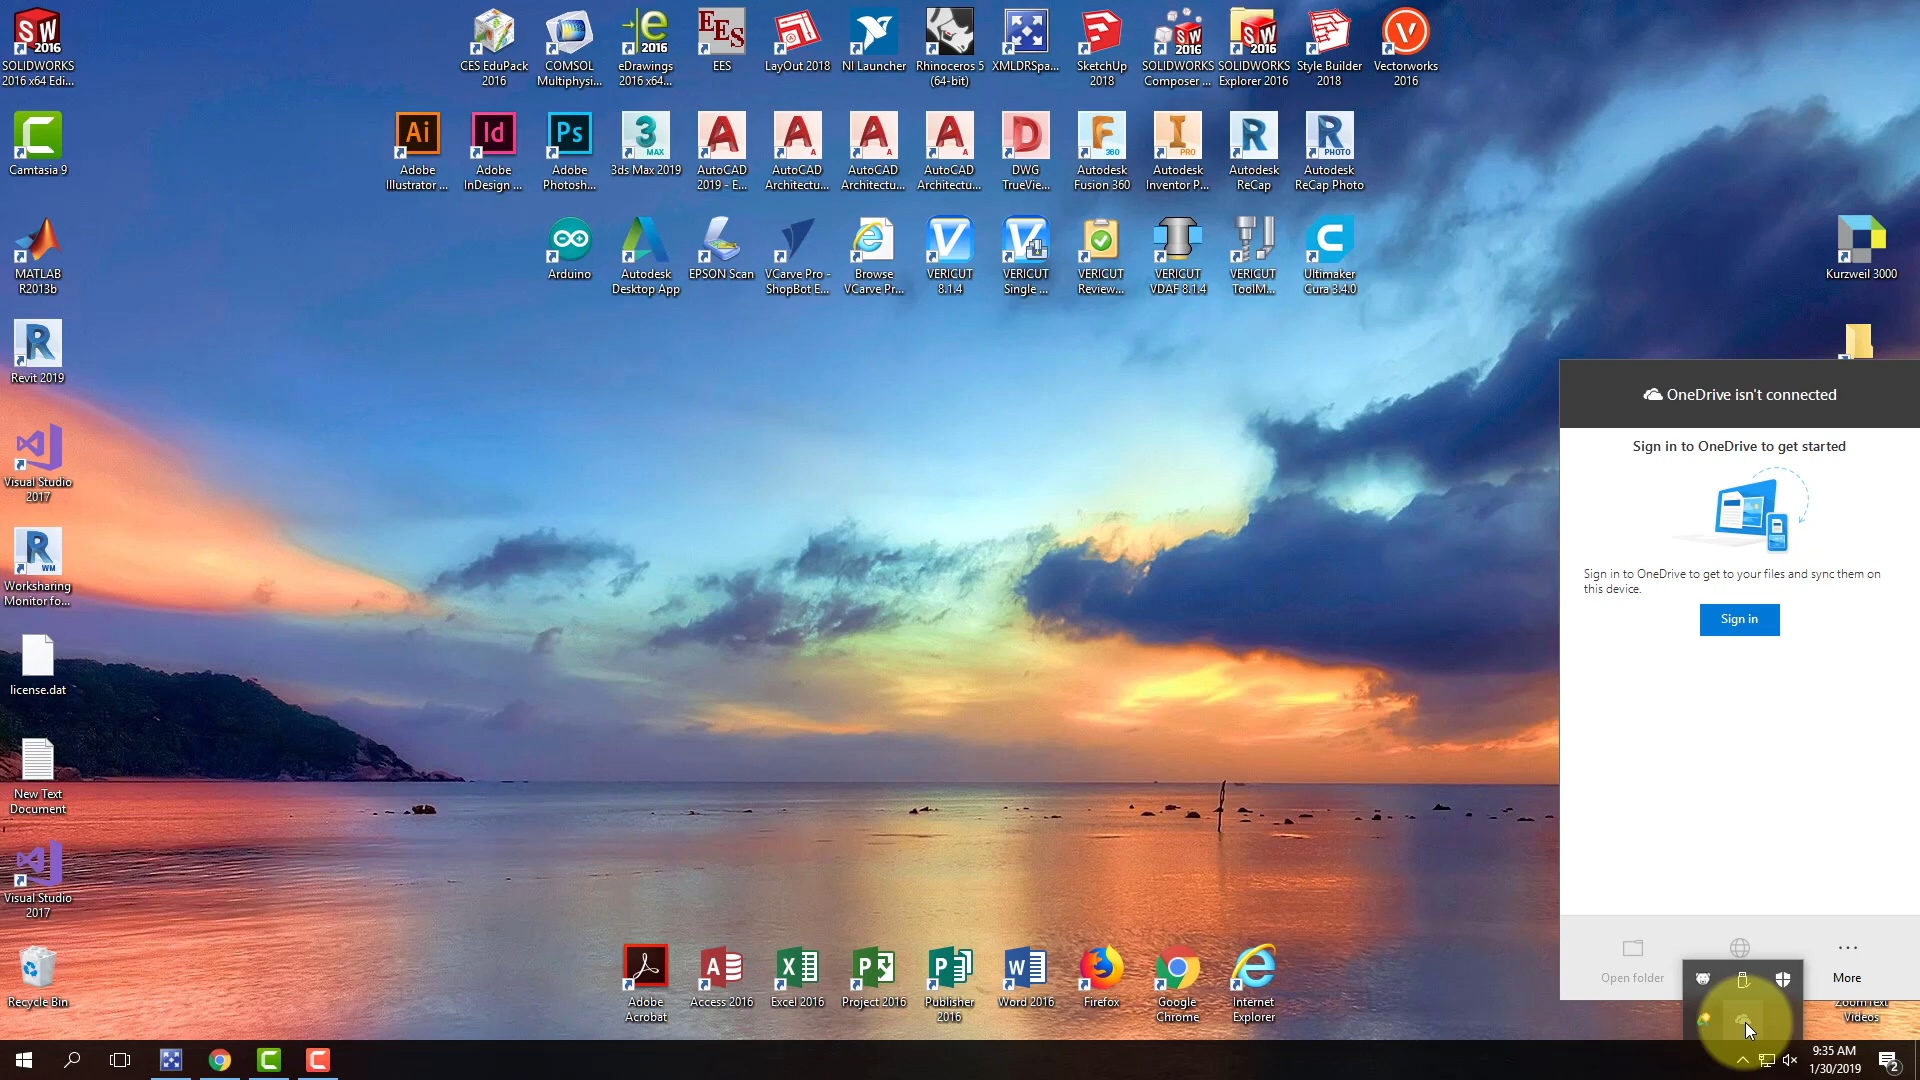 SOLIDWORKS
2016 x64 Edi...
CES EduPack
2016
COMSOL
Multiphysi...
eDrawings
2016 x64...
EES
LayOut 2018
NI Launcher
Rhinoceros 5
(64-bit)
XMLDRSpa...
SketchUp
2018
SOLIDWORKS
Composer ...
SOLIDWORKS
Explorer 2016
Style Builder
2018
Vectorworks
2016
Camtasia 9
Adobe
Illustrator ...
Adobe
InDesign ...
Adobe
Photosh...
3ds Max 2019
AutoCAD
2019 - E...
AutoCAD
Architectu...
AutoCAD
Architectu...
AutoCAD
Architectu...
DWG
TrueVie...
Autodesk
Fusion 360
Autodesk
Inventor P...
Autodesk
ReCap
Autodesk
ReCap Photo
MATLAB
R2013b
Arduino
Autodesk
Desktop App
EPSON Scan
VCarve Pro -
ShopBot E...
Browse
VCarve Pr...
VERICUT
8.1.4
VERICUT
Single ...
VERICUT
Review...
VERICUT
VDAF 8.1.4
VERICUT
ToolM...
Ultimaker
Cura 3.4.0
Kurzweil 3000
Revit 2019
Visual Studio
2017
Worksharing
Monitor fo...
license.dat
New Text
Document
Visual Studio
2017
Recycle Bin
OneDrive isn't connected
Sign in to OneDrive to get started
Sign in to OneDrive to get to your files and sync them on
this device.
Sign in
Open folder
More
ZoomText
Videos
Adobe
Acrobat
Access 2016
Excel 2016
Project 2016
Publisher
2016
Word 2016
Firefox
Google
Chrome
Internet
Explorer
9:35 AM
1/30/2019
2